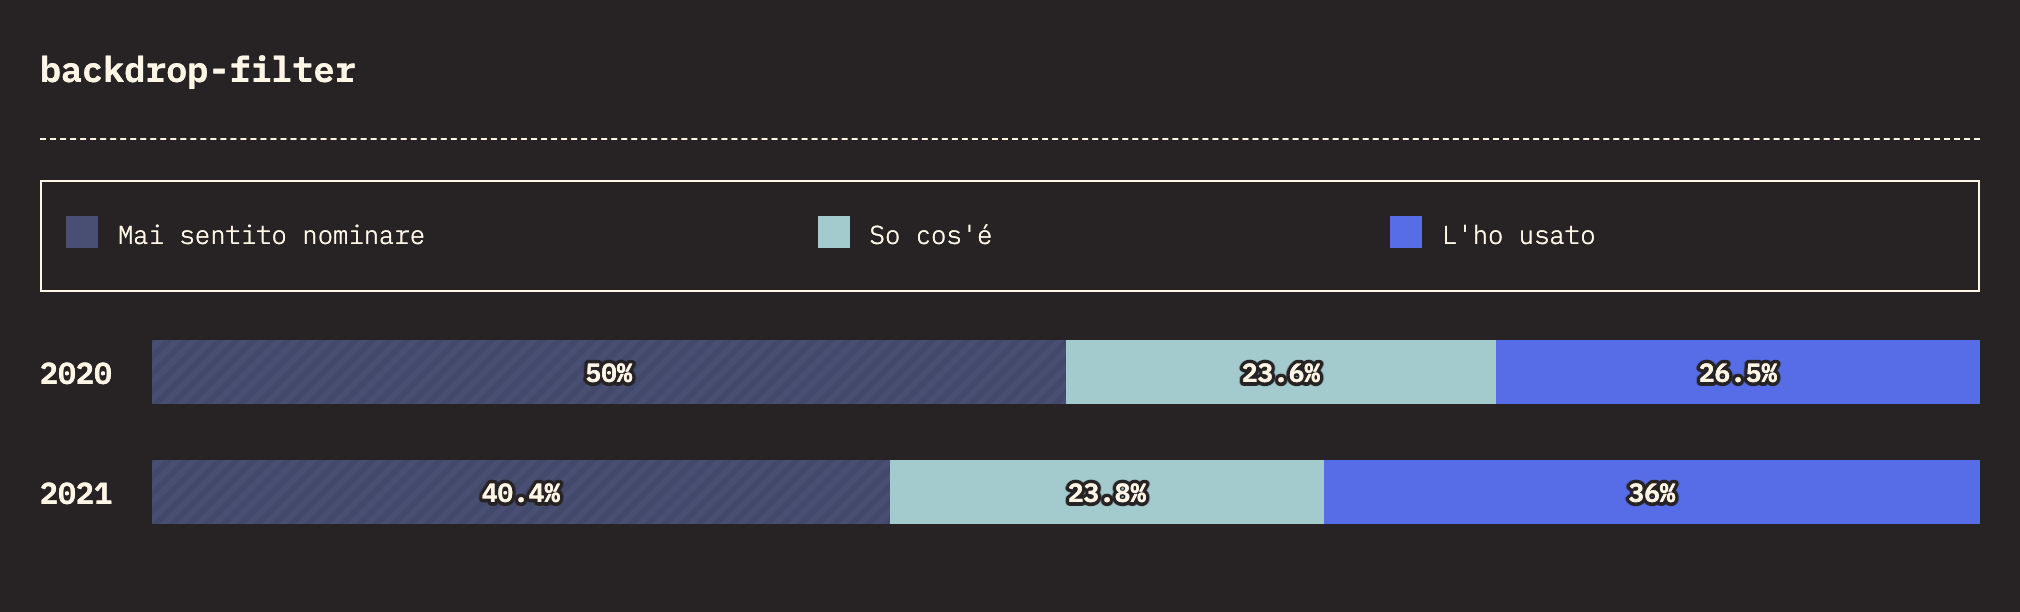 backdrop-filter
Mai sentito nominare
So cos'é
L'ho usato
2020
50%
23.6%
26.5%
2021
40.4%
23.8%
36%